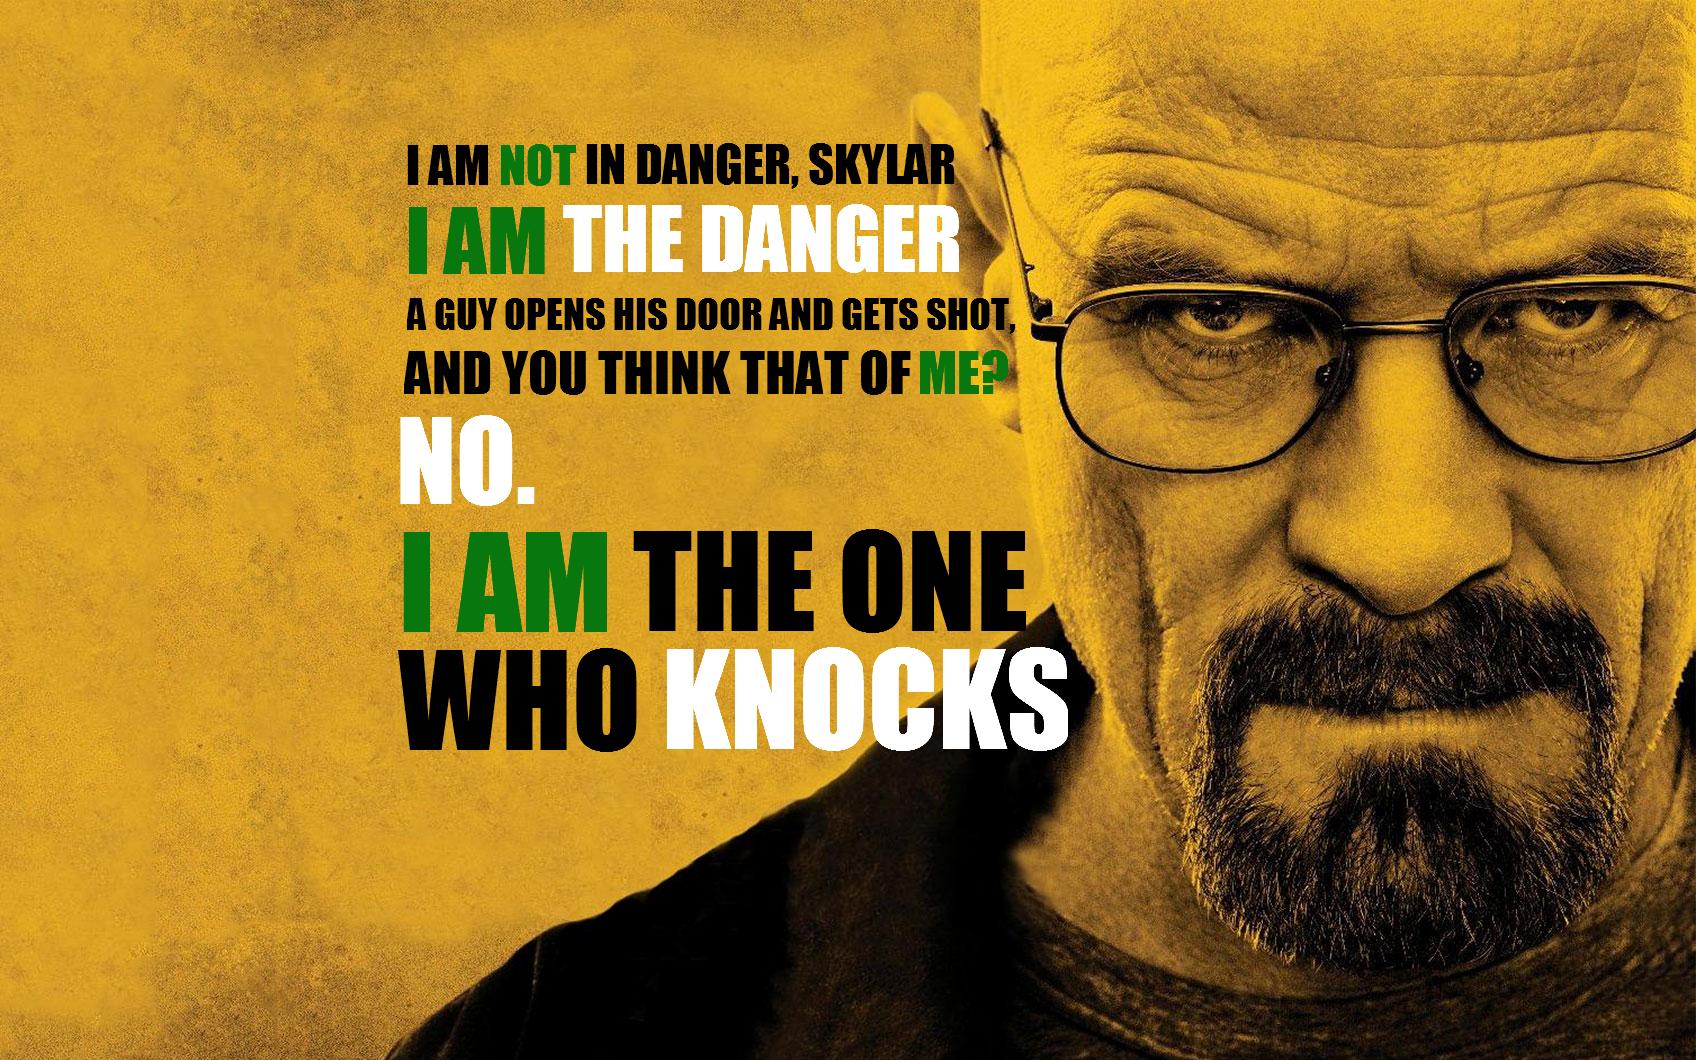 I AM NOT IN DANGER, SKYLAR
I AM THE DANGER
A GUY OPENS HIS DOOR AND GETS SHOT,
AND YOU THINK THAT OF ME?
NO.
I AM THE ONE
WHO KNOCKS